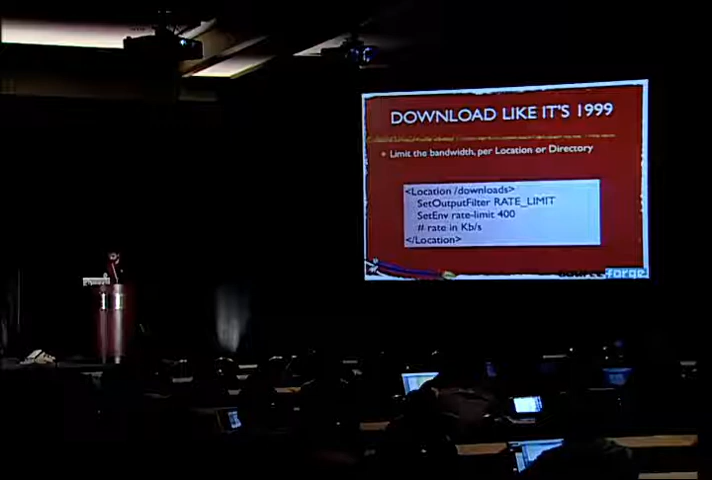 DOWNLOAD LIKE IT'S 1999
Limit the bandwidth, per Location or Directory
<Location /downloads>
SetOutputFilter RATE_LIMIT
SetEnv rate-limit 400
# rate in Kb/s
</Location>
sourceforge